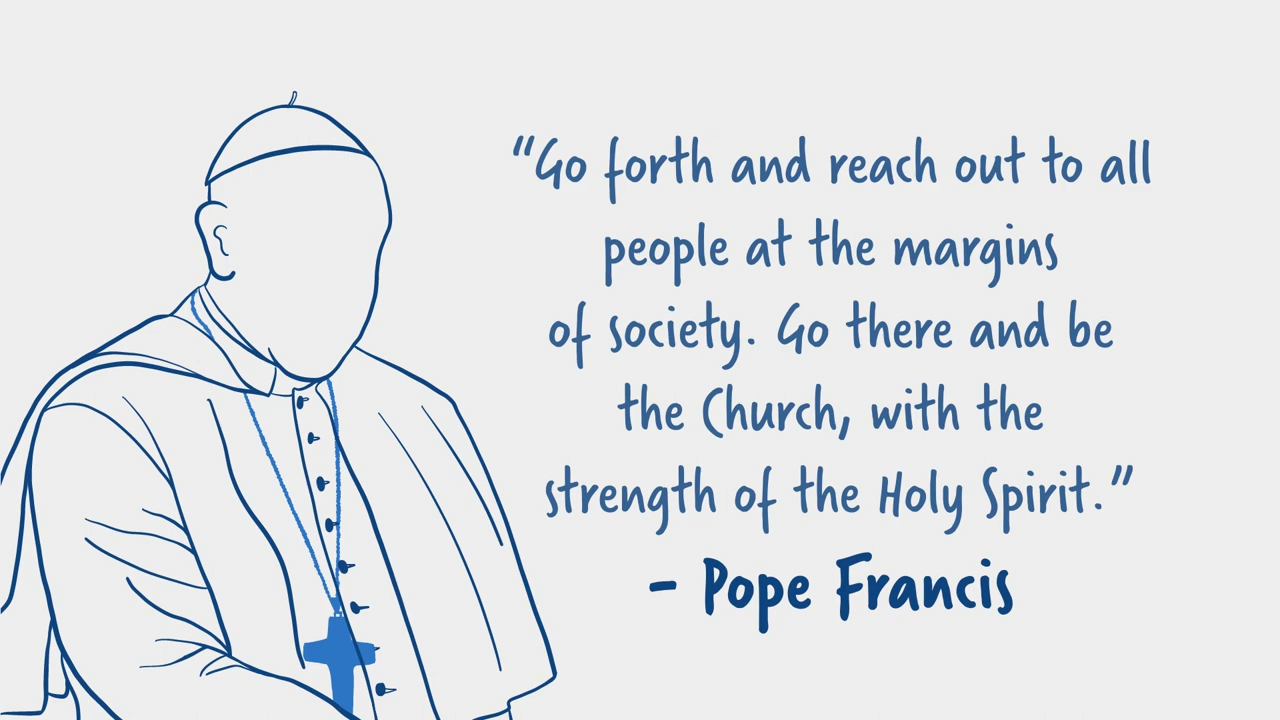 “Go forth and reach out to all
people at the margins
of society. Go there and be
the Church, with the
strength of the Holy Spirit.”
- Pope Francis